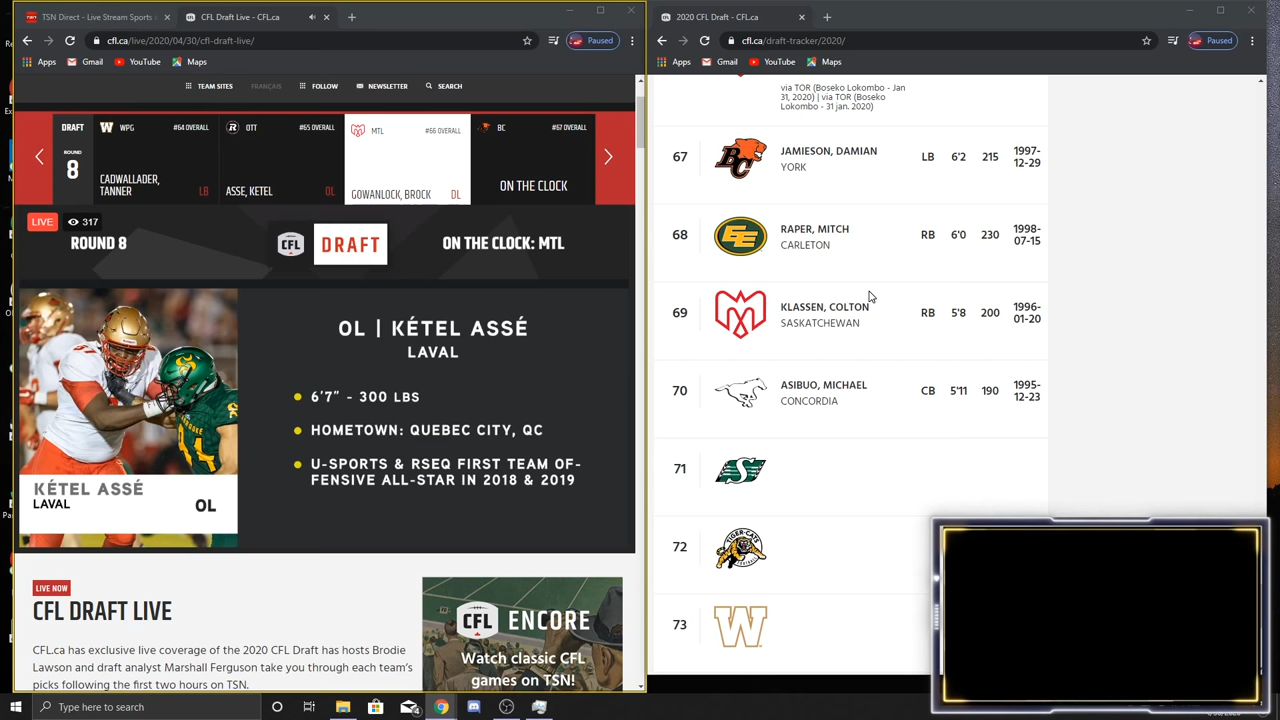 TSN Direct - Live Stream Sports
CFL Draft Live - CFL.ca
cfl.ca/live/2020/04/30/cfl-draft-live/
Paused
Apps
Gmail
YouTube
Maps
TEAM SITES
FRANÇAIS
FOLLOW
NEWSLETTER
SEARCH
DRAFT
ROUND
8
WPG
#64 OVERALL
CADWALLADER, TANNER
LB
OTT
#65 OVERALL
ASSE, KETEL
OL
MTL
#66 OVERALL
GOWANLOCK, BROCK
DL
BC
#67 OVERALL
ON THE CLOCK
LIVE
317
ROUND 8
CFL
DRAFT
ON THE CLOCK: MTL
OL | KÉTEL ASSÉ
LAVAL
6'7" - 300 LBS
HOMETOWN: QUEBEC CITY, QC
U-SPORTS & RSEQ FIRST TEAM OF-
FENSIVE ALL-STAR IN 2018 & 2019
KÉTEL ASSÉ
LAVAL
OL
LIVE NOW
CFL DRAFT LIVE
CFL.ca has exclusive live coverage of the 2020 CFL Draft has hosts Brodie
Lawson and draft analyst Marshall Ferguson take you through each team's
picks following the first two hours on TSN.
CFL
ENCORE
Watch classic CFL
games on TSN!
2020 CFL Draft - CFL.ca
cfl.ca/draft-tracker/2020/
Paused
Apps
Gmail
YouTube
Maps
via TOR (Boseko Lokombo - Jan
31, 2020) | via TOR (Boseko
Lokombo - 31 jan. 2020)
67
BC
JAMIESON, DAMIAN
YORK
LB
6'2
215
1997-
12-29
68
EE
RAPER, MITCH
CARLETON
RB
6'0
230
1998-
07-15
69
KLASSEN, COLTON
SASKATCHEWAN
RB
5'8
200
1996-
01-20
70
ASIBUO, MICHAEL
CONCORDIA
CB
5'11
190
1995-
12-23
71
S
72
TIGER-CATS
73
W
Type here to search